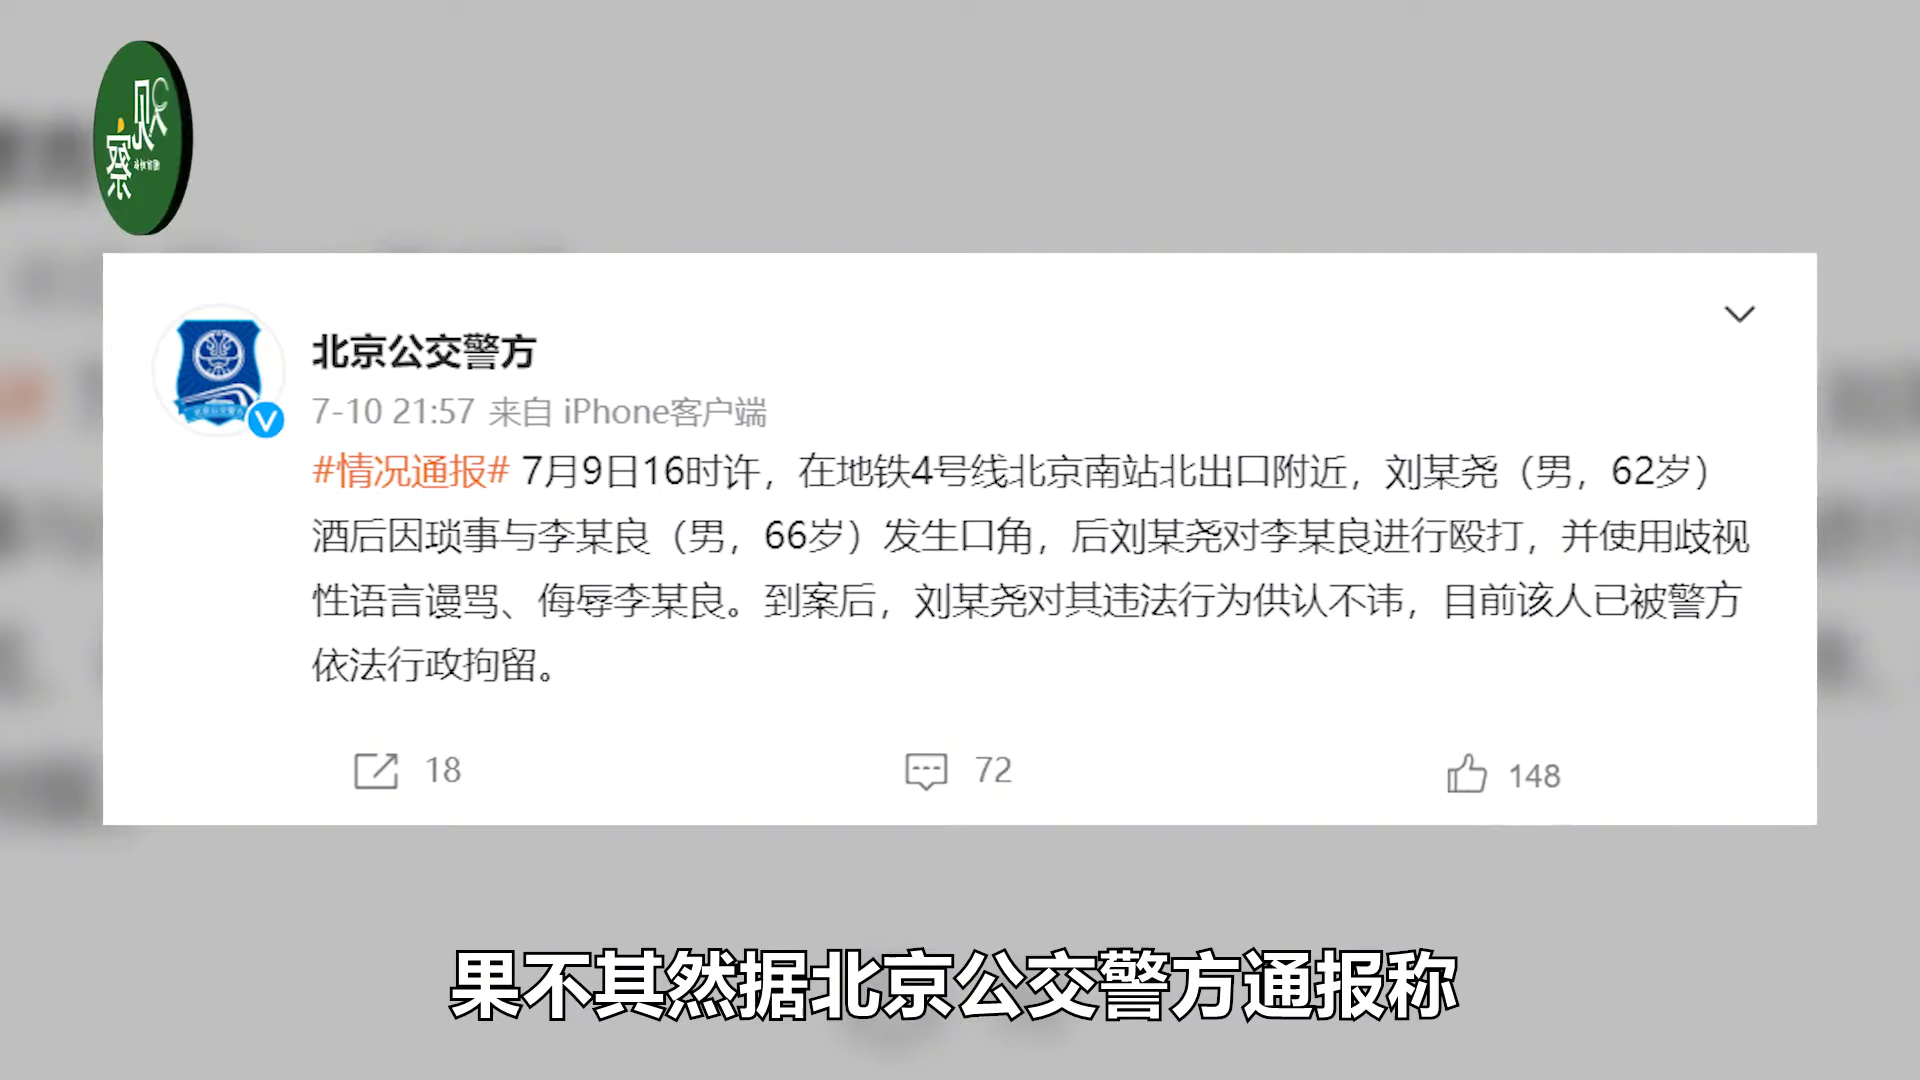 观察
北京公交警方
7-10 21:57 来自 iPhone客户端
#情况通报# 7月9日16时许，在地铁4号线北京南站北出口附近，刘某尧（男，62岁）
酒后因琐事与李某良（男，66岁）发生口角，后刘某尧对李某良进行殴打，并使用歧视
性语言谩骂、侮辱李某良。到案后，刘某尧对其违法行为供认不讳，目前该人已被警方
依法行政拘留。
18
72
148
果不其然据北京公交警方通报称